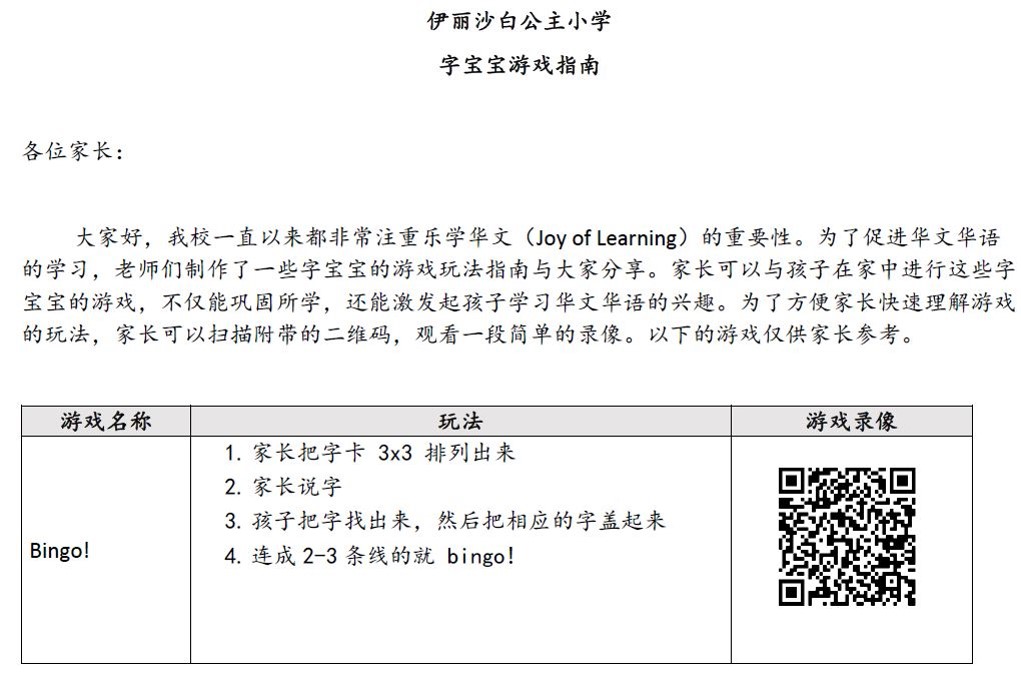 伊丽沙白公主小学
字宝宝游戏指南
各位家长：
大家好，我校一直以来都非常注重乐学华文（Joy of Learning）的重要性。为了促进华文华语
的学习，老师们制作了一些字宝宝的游戏玩法指南与大家分享。家长可以与孩子在家中进行这些字
宝宝的游戏，不仅能巩固所学，还能激发起孩子学习华文华语的兴趣。为了方便家长快速理解游戏
的玩法，家长可以扫描附带的二维码，观看一段简单的录像。以下的游戏仅供家长参考。
游戏名称 玩法 游戏录像
Bingo!
1. 家长把字卡 3x3 排列出来
2. 家长说字
3. 孩子把字找出来，然后把相应的字盖起来
4. 连成 2-3 条线的就 bingo!